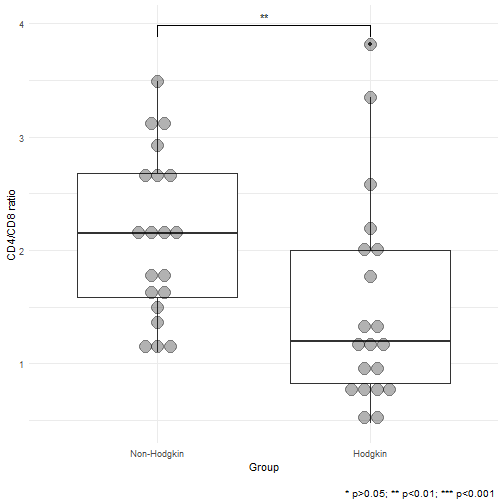 **
4
3
2
1
CD4/CD8 ratio
Non-Hodgkin
Hodgkin
Group
* p>0.05; ** p<0.01; *** p<0.001